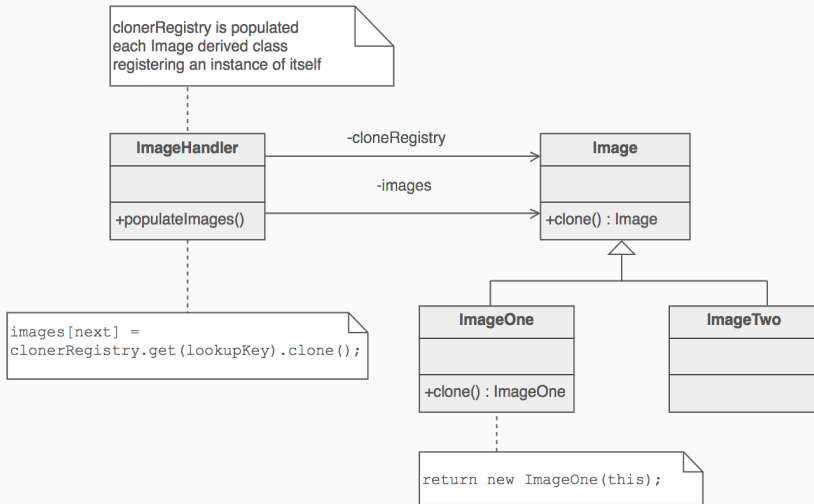 clonerRegistry is populated
each Image derived class
registering an instance of itself
ImageHandler
-cloneRegistry
Image
-images
+populateImages()
+clone() : Image
images[next] =
clonerRegistry.get(lookupKey).clone();
ImageOne
ImageTwo
+clone() : ImageOne
return new ImageOne(this);